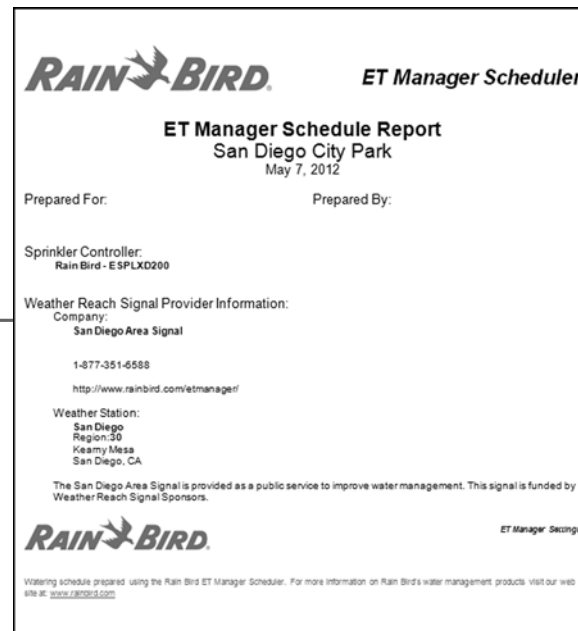 RAIN BIRD.
ET Manager Scheduler
ET Manager Schedule Report
San Diego City Park
May 7, 2012
Prepared For: Prepared By:
Sprinkler Controller:
Rain Bird - ESPLXD200
Weather Reach Signal Provider Information:
Company:
San Diego Area Signal
1-877-351-6588
http://www.rainbird.com/etmanager/
Weather Station:
San Diego
Region:30
Kearny Mesa
San Diego, CA
The San Diego Area Signal is provided as a public service to improve water management. This signal is funded by
Weather Reach Signal Sponsors.
RAIN BIRD.
ET Manager Settings
Watering schedule prepared using the Rain Bird ET Manager Scheduler. For more information on Rain Bird's water management products visit our web
site at: www.rainbird.com